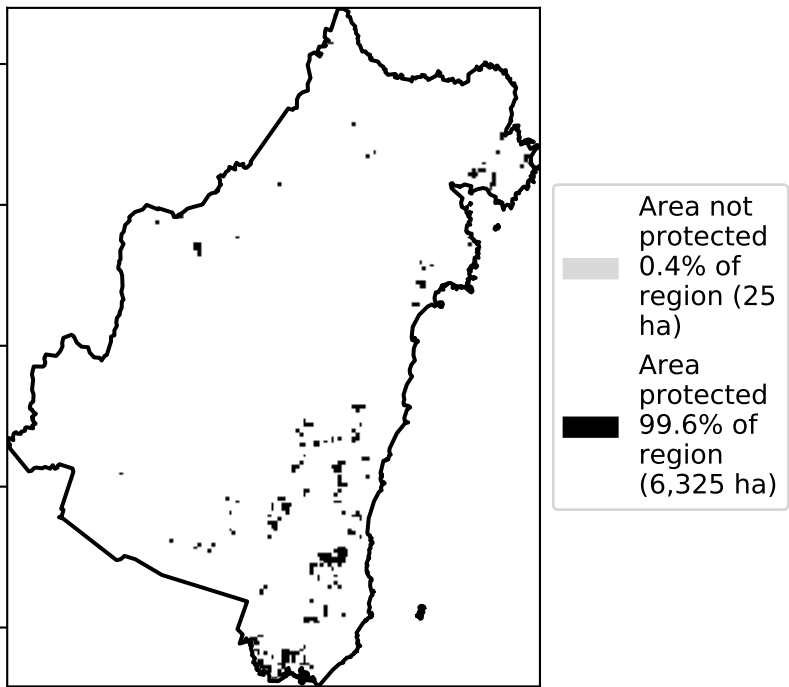 Area not
protected
0.4% of
region (25
ha)
Area
protected
99.6% of
region
(6,325 ha)